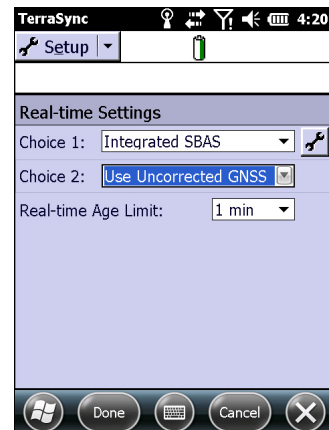 TerraSync 4:20
Setup
Real-time Settings
Choice 1: Integrated SBAS
Choice 2: Use Uncorrected GNSS
Real-time Age Limit: 1 min
Done Cancel